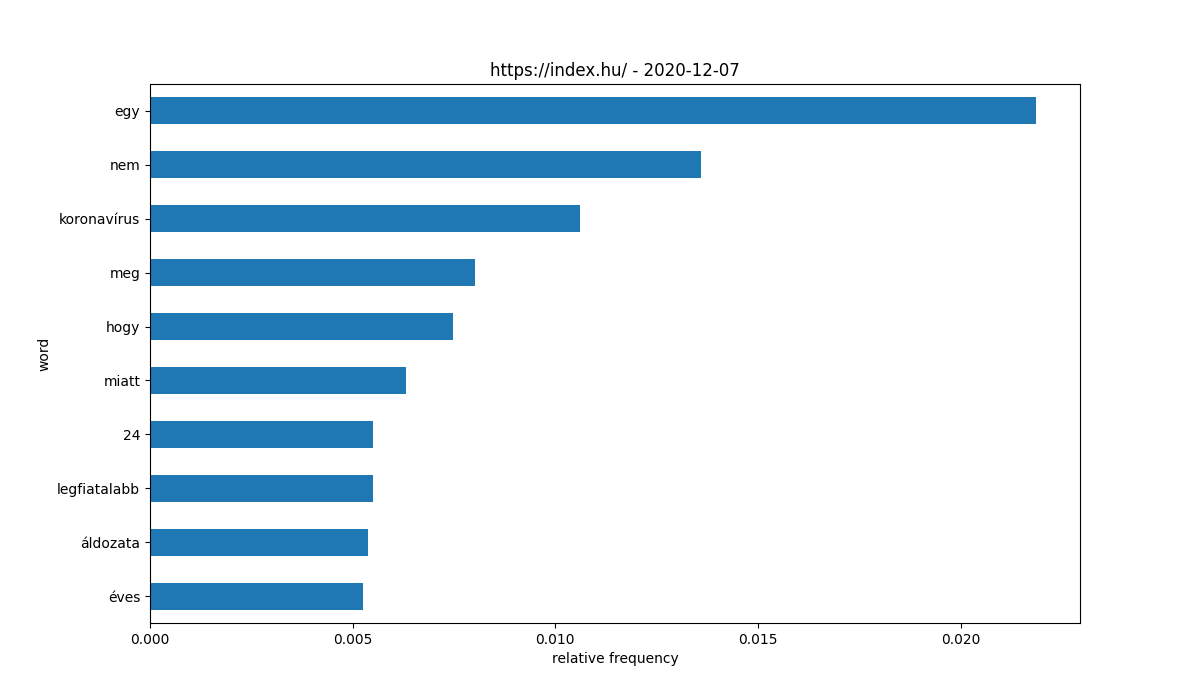 https://index.hu/ - 2020-12-07
egy
nem
koronavírus
meg
hogy
miatt
24
legfiatalabb
áldozata
éves
word
0.000 0.005 0.010 0.015 0.020
relative frequency